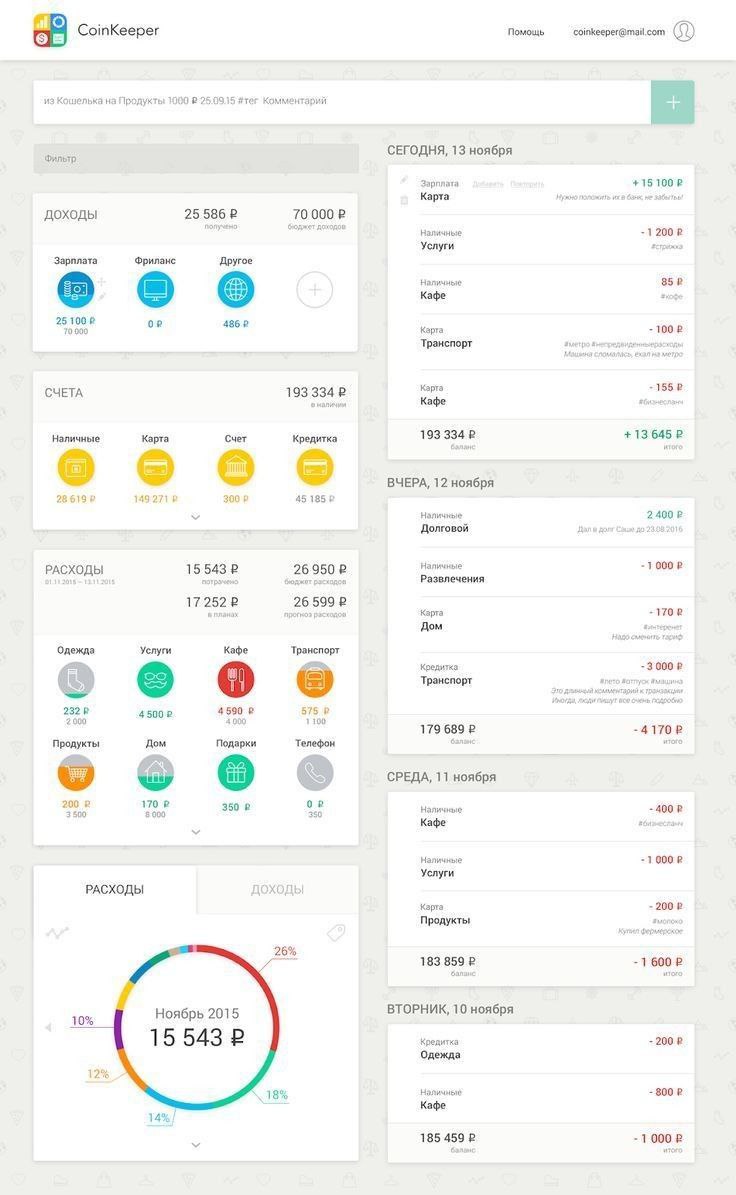 CoinKeeper
Помощь
coinkeeper@mail.com
из Кошелька на Продукты 1000 ₽ 25.09.15 #тег Комментарий
Фильтр
ДОХОДЫ
25 586 ₽
получено
70 000 ₽
бюджет доходов
Зарплата
25 100 ₽
70 000
Фриланс
0 ₽
Другое
486 ₽
СЧЕТА
193 334 ₽
в наличии
Наличные
28 619 ₽
Карта
149 271 ₽
Счет
300 ₽
Кредитка
45 185 ₽
РАСХОДЫ
01.11.2015 – 13.11.2015
15 543 ₽
потрачено
26 950 ₽
бюджет расходов
17 252 ₽
в планах
26 599 ₽
прогноз расходов
Одежда
232 ₽
2 000
Услуги
4 500 ₽
Кафе
4 590 ₽
4 000
Транспорт
575 ₽
1 100
Продукты
200 ₽
3 500
Дом
170 ₽
8 000
Подарки
350 ₽
Телефон
0 ₽
350
РАСХОДЫ
ДОХОДЫ
26%
10%
Ноябрь 2015
15 543 ₽
12%
18%
14%
СЕГОДНЯ, 13 ноября
Зарплата
Добавить
Повторить
+ 15 100 ₽
Карта
Нужно положить их в банк, не забыть!
Наличные
- 1 200 ₽
Услуги
#стрижка
Наличные
85 ₽
Кафе
#кофе
Карта
- 100 ₽
Транспорт
#метро #непредвиденныерасходы
Машина сломалась, ехал на метро
Карта
- 155 ₽
Кафе
#бизнесланч
193 334 ₽
баланс
+ 13 645 ₽
итого
ВЧЕРА, 12 ноября
Наличные
2 400 ₽
Долговой
Дал в долг Саше до 23.08.2016
Наличные
- 1 000 ₽
Развлечения
Карта
- 170 ₽
Дом
#интеренет
Надо сменить тариф
Кредитка
- 3 000 ₽
Транспорт
#лето #отпуск #машина
Это длинный комментарий к транзакции
Иногда, люди пишут все очень подробно
179 689 ₽
баланс
- 4 170 ₽
итого
СРЕДА, 11 ноября
Наличные
- 400 ₽
Кафе
#бизнесланч
Наличные
- 1 000 ₽
Услуги
Карта
- 200 ₽
Продукты
#молоко
Купил фермерское
183 859 ₽
баланс
- 1 600 ₽
итого
ВТОРНИК, 10 ноября
Кредитка
- 200 ₽
Одежда
Наличные
- 800 ₽
Кафе
185 459 ₽
баланс
- 1 000 ₽
итого